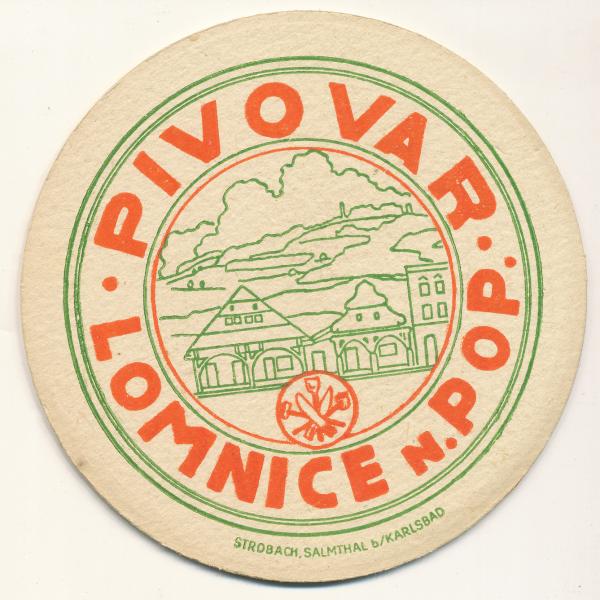 PIVOVAR
LOMNICE N. POP.
STROBACH, SALMTHAL b/KARLSBAD